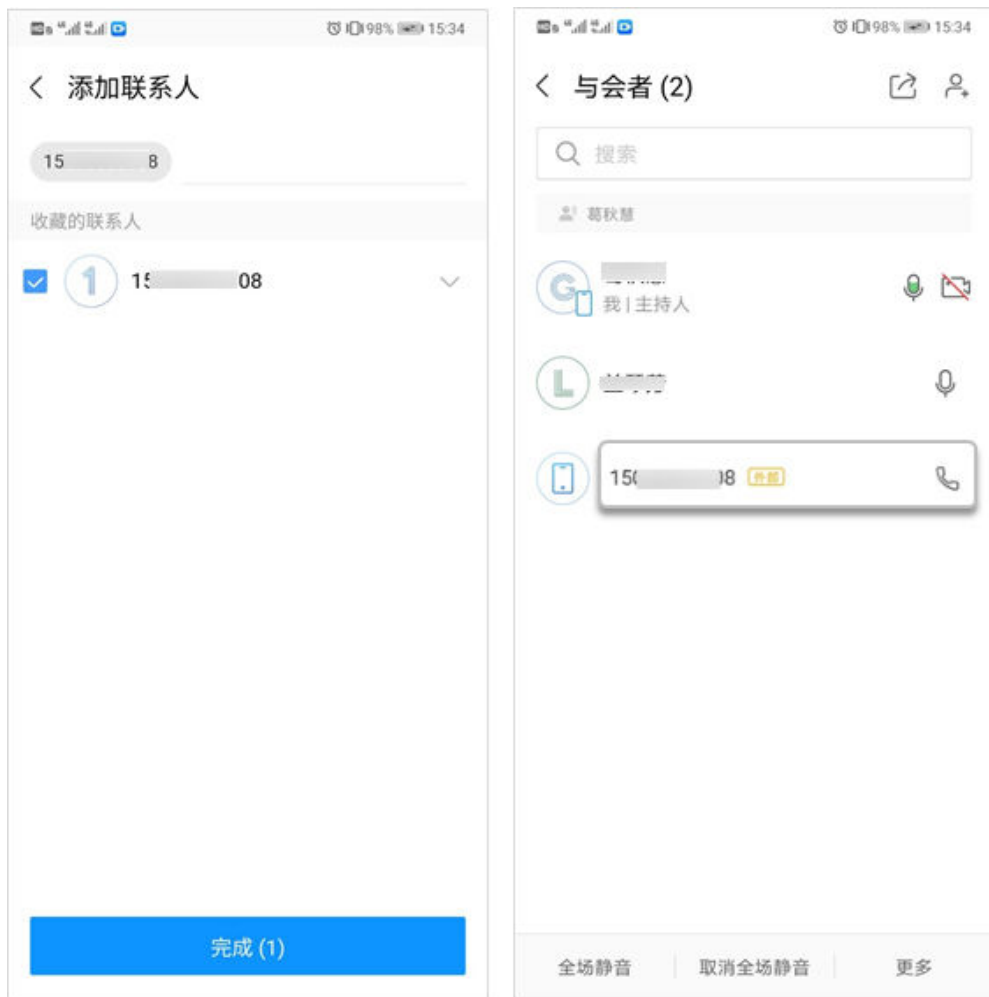 98% 15:34
添加联系人
15 8
收藏的联系人
1 15 08
完成 (1)
98% 15:34
与会者 (2)
搜索
葛秋慧
G
我 | 主持人
L
150 08 外部
全场静音 取消全场静音 更多